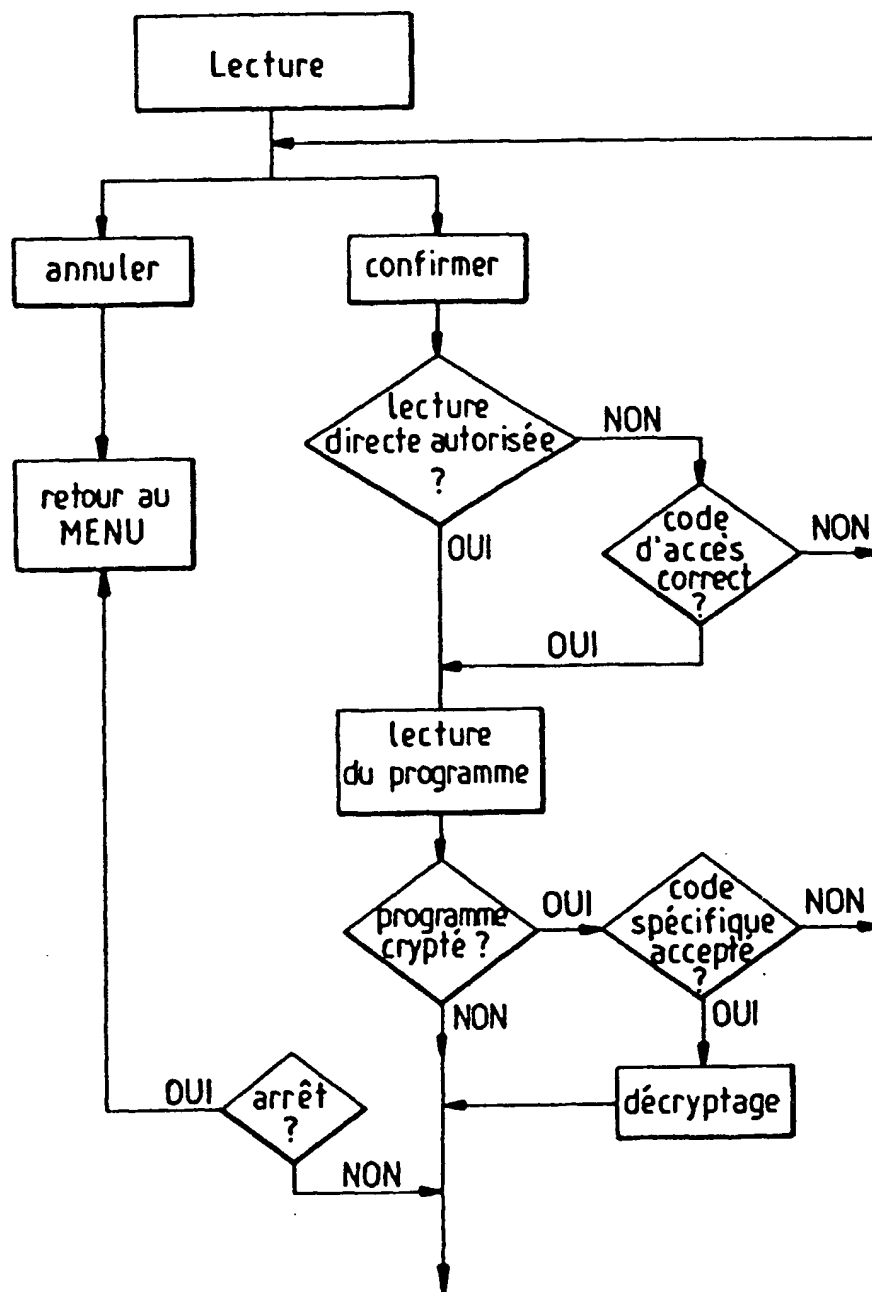 Lecture
annuler
confirmer
lecture
directe autorisée
?
NON
retour au
MENU
OUI
code
d'accès
correct
?
NON
OUI
lecture
du programme
programme
crypté ?
OUI
code
spécifique
accepté
?
NON
NON
OUI
OUI
arrêt
?
décryptage
NON